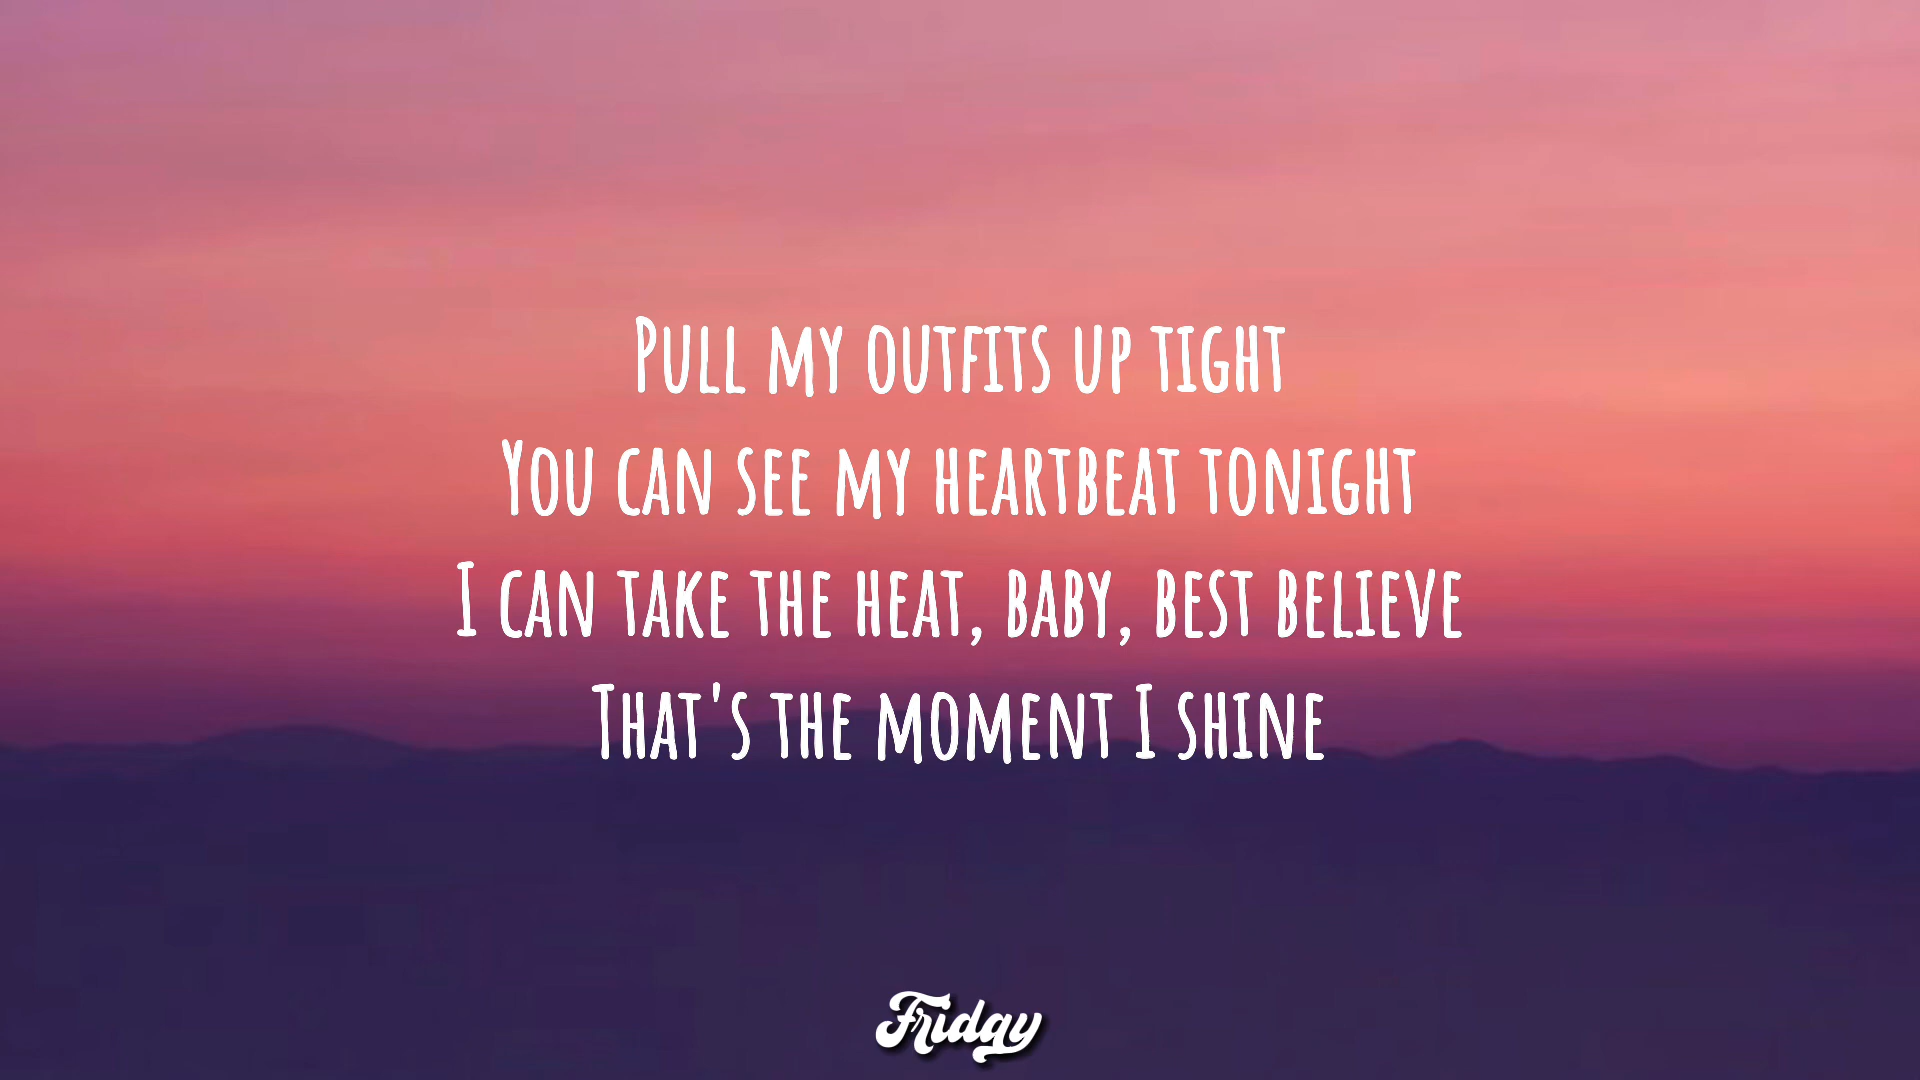 Pull my outfits up tight
You can see my heartbeat tonight
I can take the heat, baby, best believe
That's the moment I shine
Friday